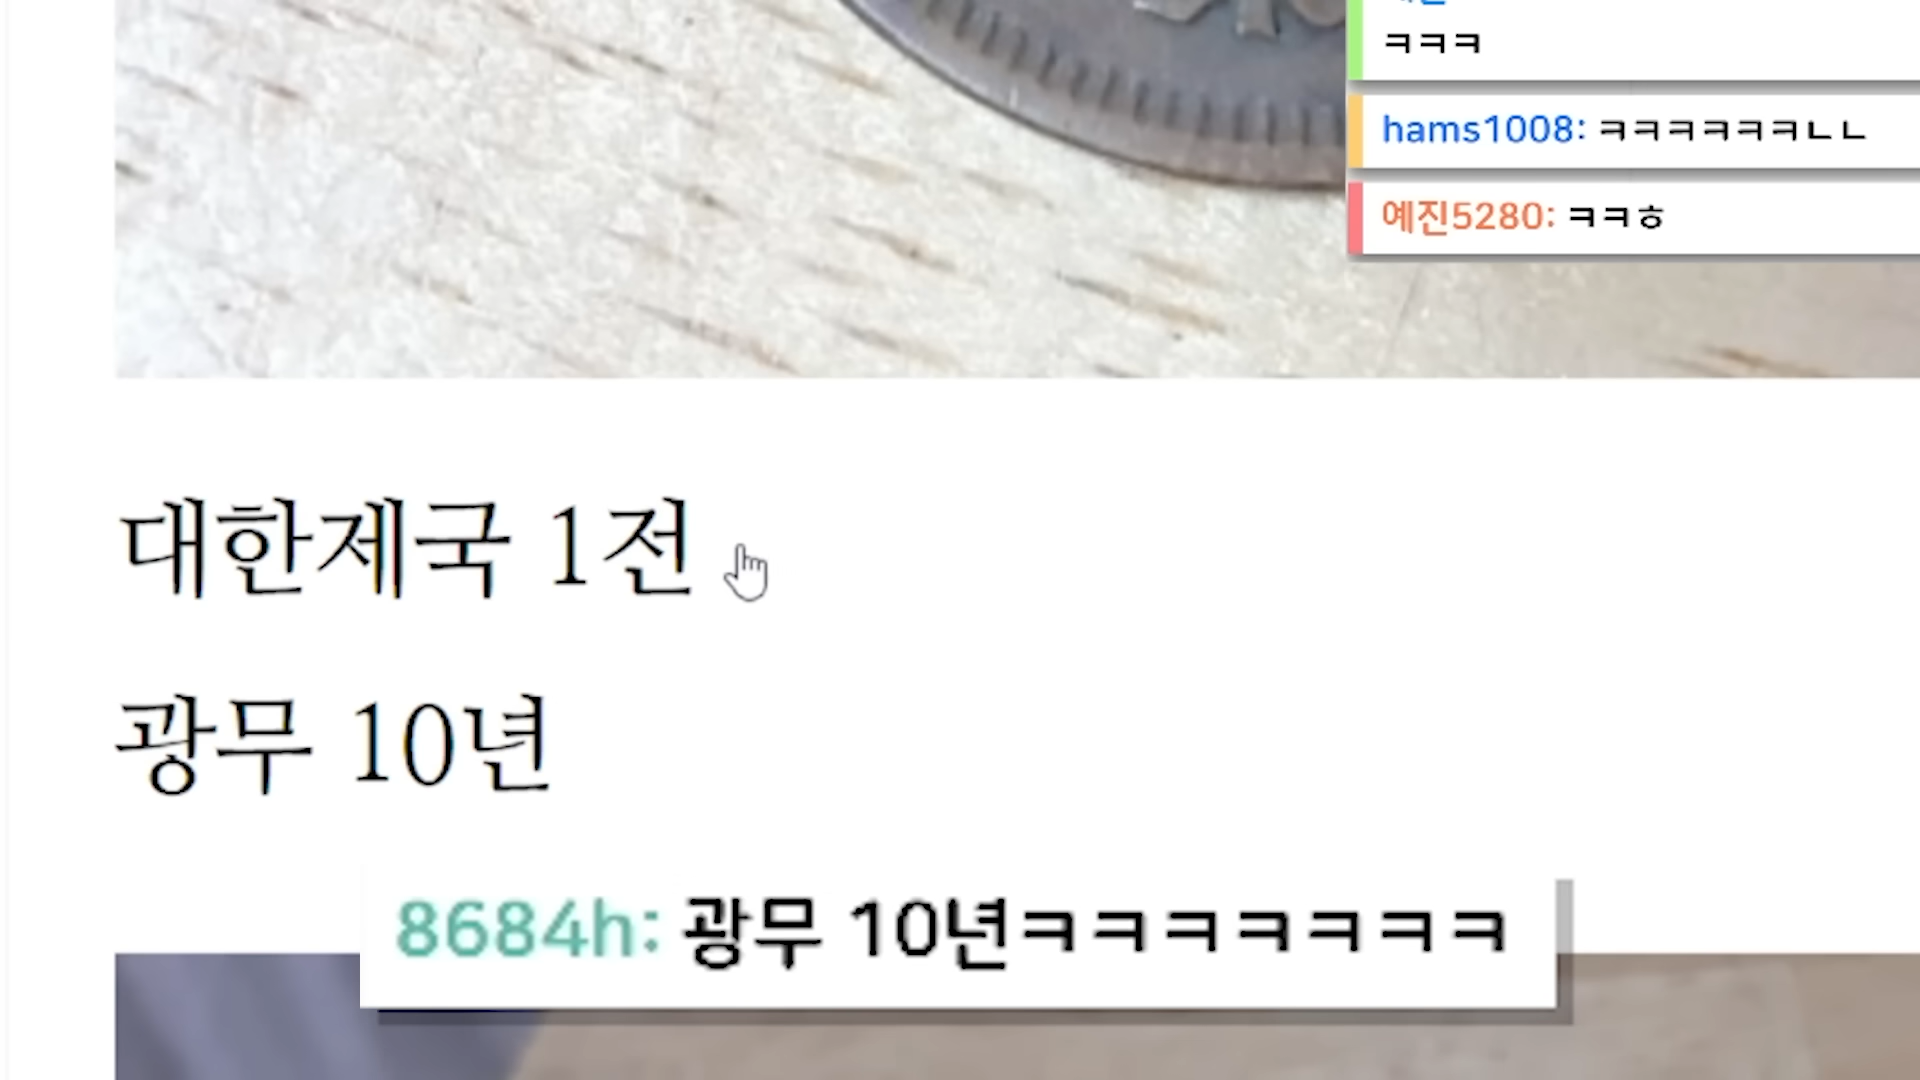 ㅋㅋㅋ
hams1008: ㅋㅋㅋㅋㅋㅋㄴㄴ
예진5280: ㅋㅋㅎ
대한제국 1전
광무 10년
8684h: 광무 10년ㅋㅋㅋㅋㅋㅋㅋ